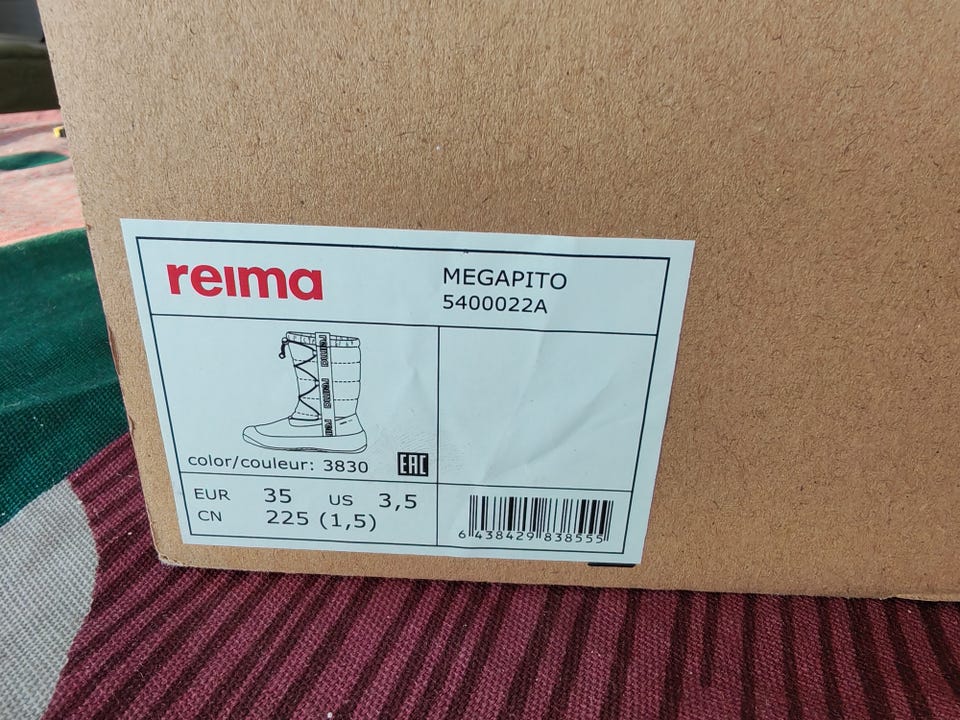 reima
MEGAPITO
5400022A
color/couleur: 3830
EAC
EUR 35 US 3,5
CN 225 (1,5)
6 438429 838555